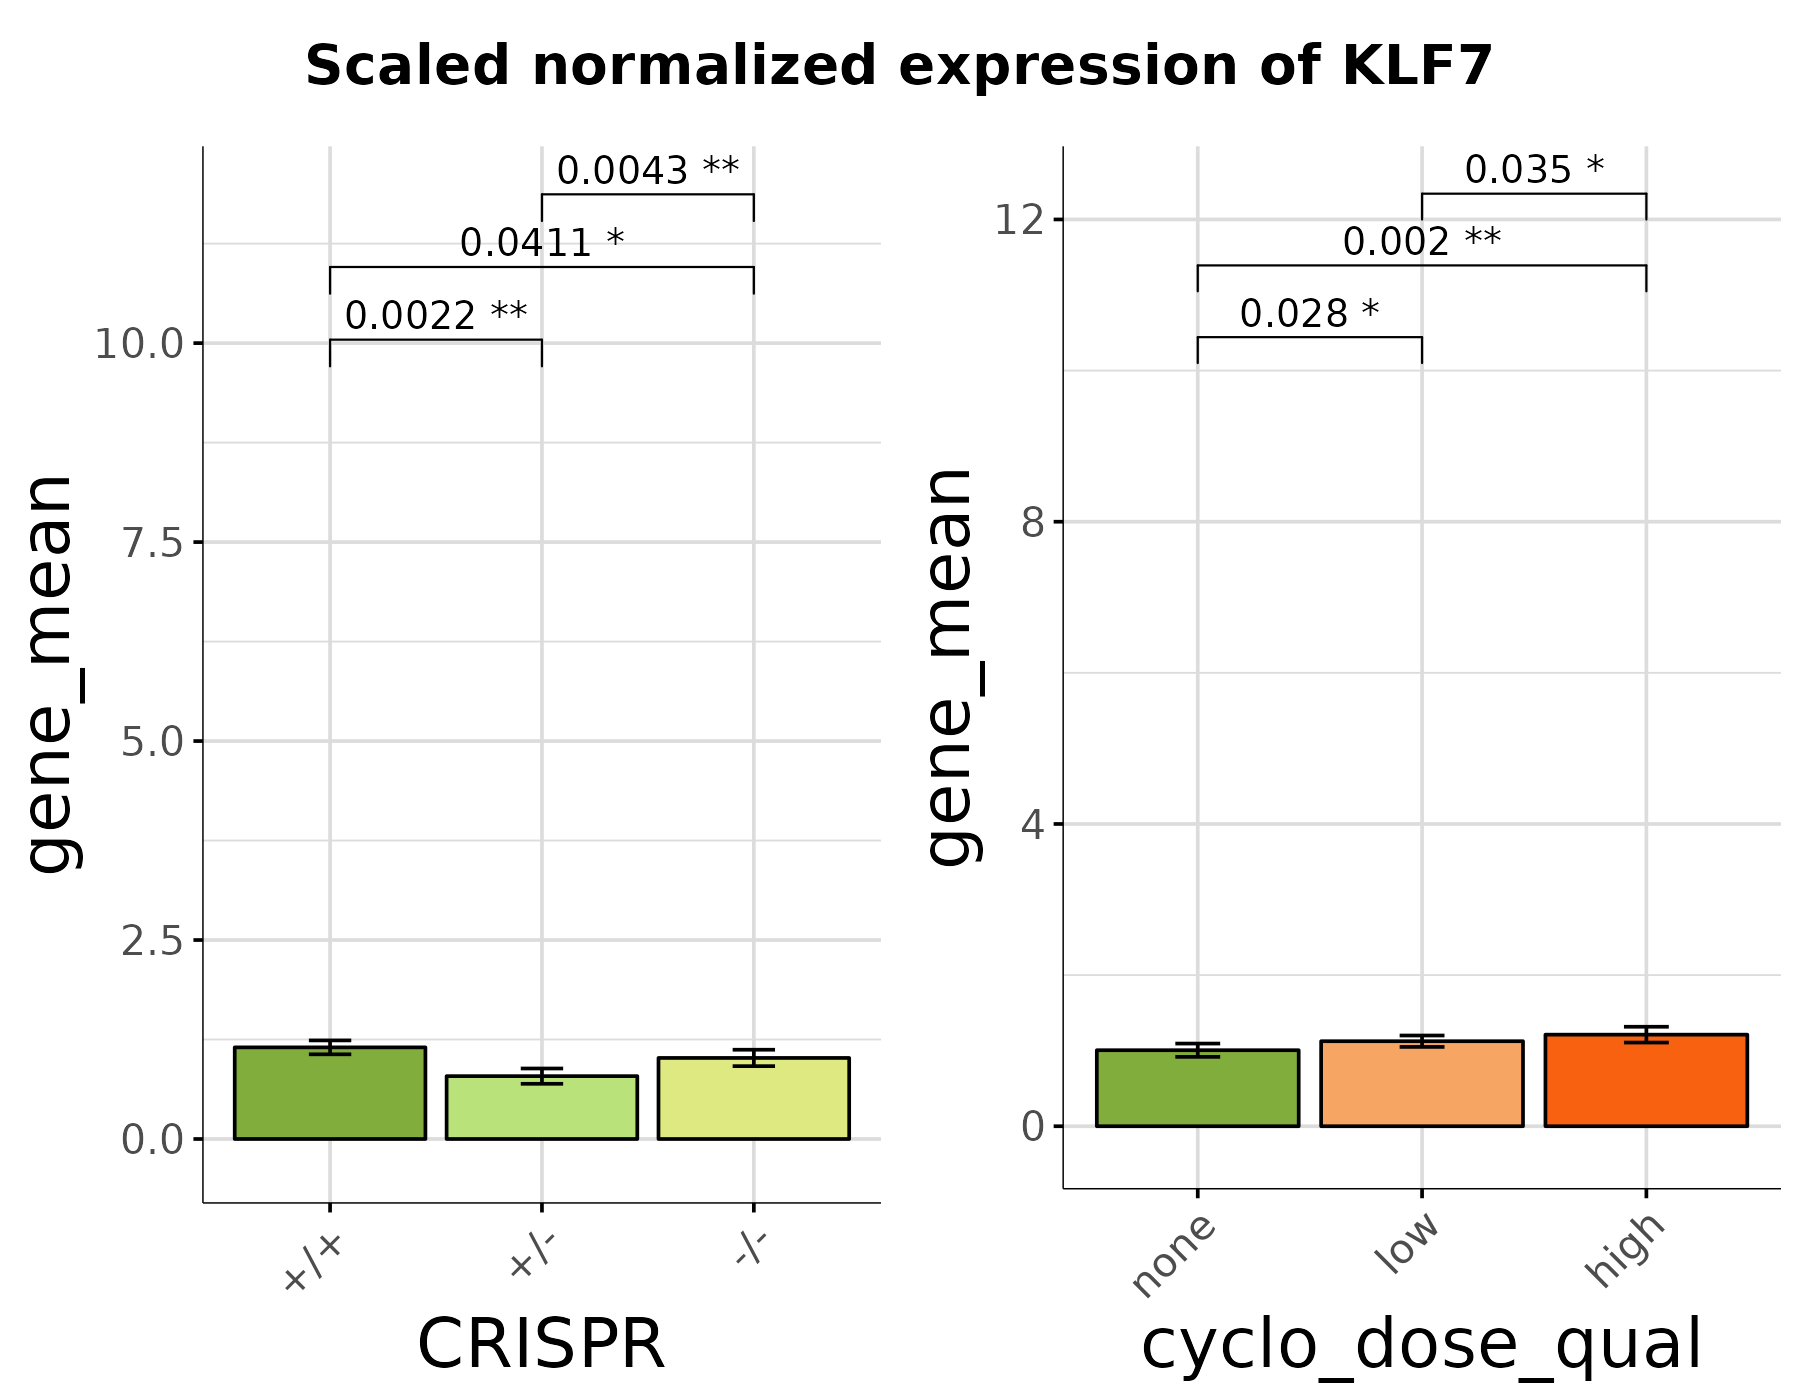 Scaled normalized expression of KLF7
gene_mean
10.0
7.5
5.0
2.5
0.0
0.0043 **
0.0411 *
0.0022 **
+/+
+/-
-/-
CRISPR
gene_mean
12
8
4
0
0.035 *
0.002 **
0.028 *
none
low
high
cyclo_dose_qual